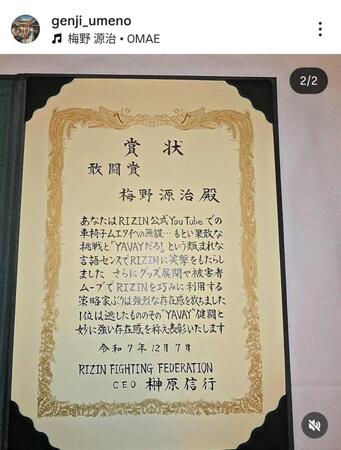 genji_umeno
梅野 源治 • OMAE
2/2
賞状
敢闘賞
梅野源治 殿
あなたはRIZIN公式YouTubeでの
車椅子ムエタイへの無謀…もとい果敢な
挑戦と"YAVAYだろ!"という類まれな
言語センスでRIZINに笑撃をもたらし
ました さらにグッズ展開や被害者
ムーブでRIZINを巧みに利用する
策略家ぶりは強烈な存在感を放ちました
1位は逃したもののその"YAVAY"健闘と
妙に強い存在感を称え表彰いたします
令和7年12月7日
RIZIN FIGHTING FEDERATION
CEO 榊原信行